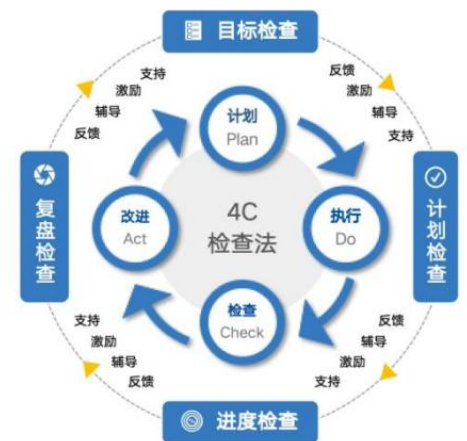 目标检查
支持
激励
辅导
反馈
反馈
激励
辅导
支持
计划
Plan
复盘检查
改进
Act
4C
检查法
执行
Do
计划检查
检查
Check
支持
激励
辅导
反馈
反馈
辅导
激励
支持
进度检查